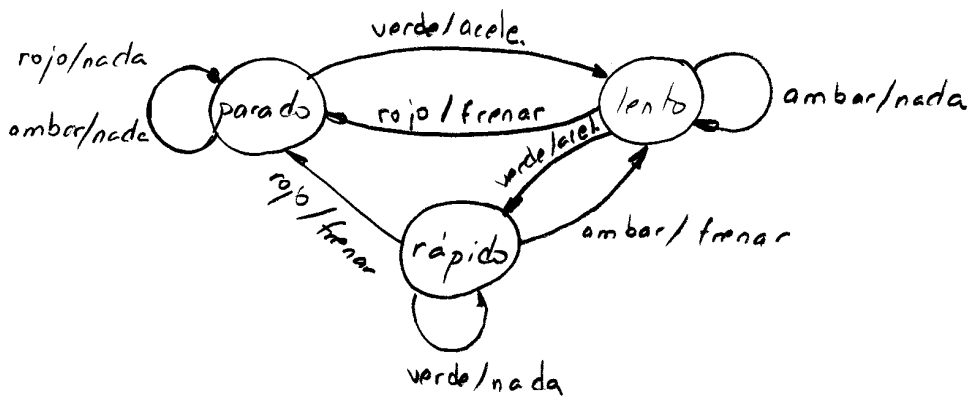 verde/acele.
rojo/nada
ambar/nada
parado
rojo/frenar
lento
ambar/nada
verde/acel.
rojo/frenar
rápido
ambar/frenar
verde/nada